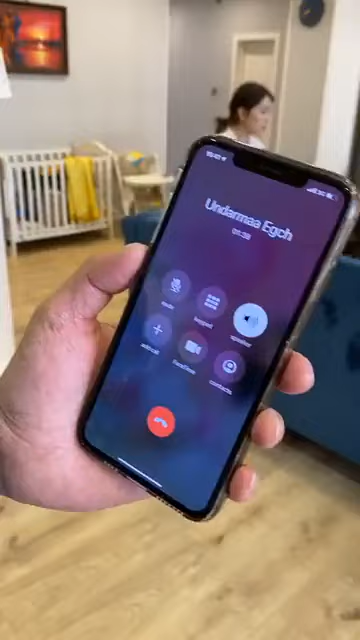 Undarmaa Egch
01:39
mute
keypad
speaker
add call
FaceTime
contacts